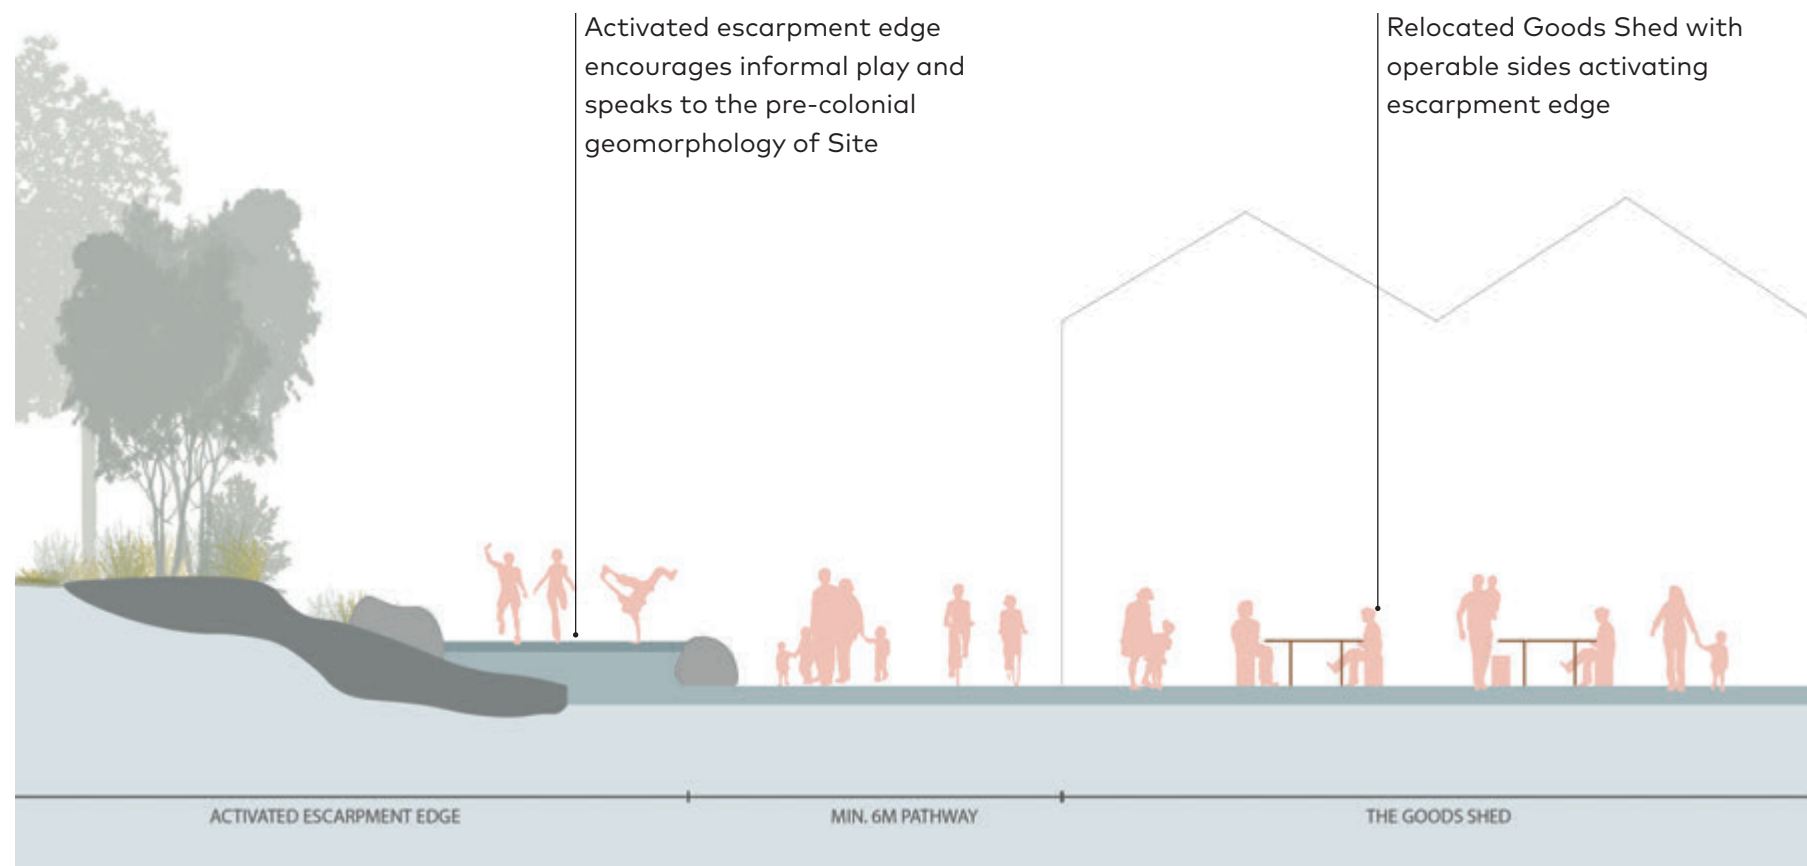 Activated escarpment edge
encourages informal play and
speaks to the pre-colonial
geomorphology of Site
Relocated Goods Shed with
operable sides activating
escarpment edge
ACTIVATED ESCARPMENT EDGE
MIN. 6M PATHWAY
THE GOODS SHED